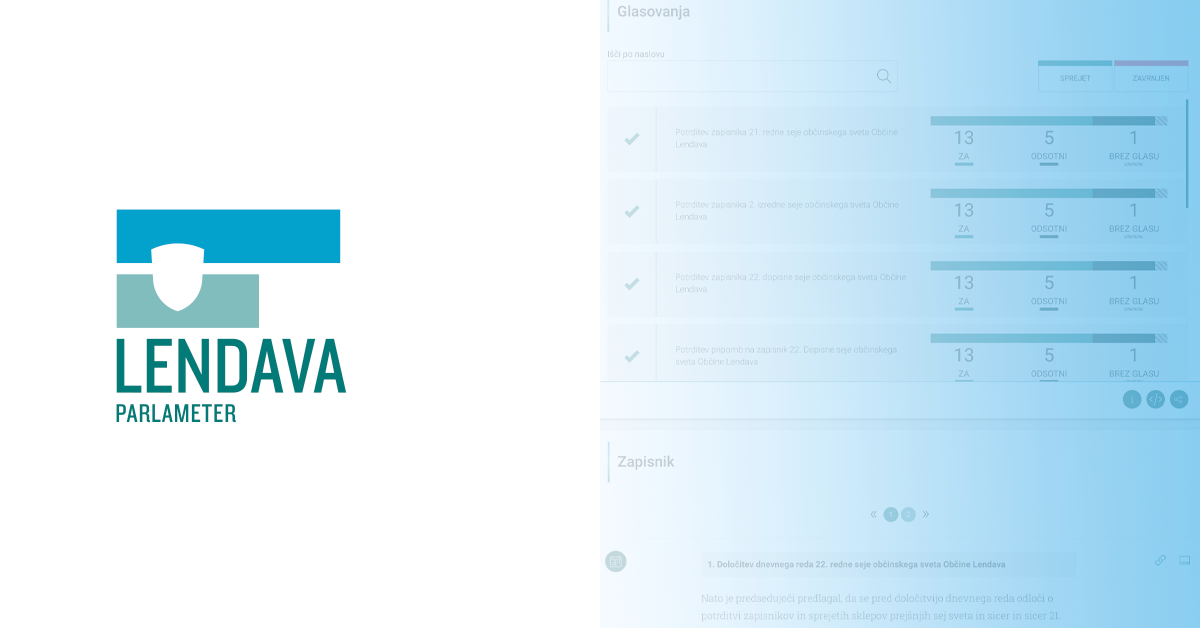 LENDAVA
PARLAMETER
Glasovanja
Išči po naslovu
SPREJET
ZAVRNJEN
Potrditev zapisnika 21. redne seje občinskega sveta Občine
Lendava
13
ZA
5
ODSOTNI
1
BREZ GLASU
Potrditev zapisnika 2. izredne seje občinskega sveta Občine
Lendava
13
ZA
5
ODSOTNI
1
BREZ GLASU
Potrditev zapisnika 22. dopisne seje občinskega sveta Občine
Lendava
13
ZA
5
ODSOTNI
1
BREZ GLASU
Potrditev pripomb na zapisnik 22. Dopisne seje občinskega
sveta Občine Lendava
13
ZA
5
ODSOTNI
1
BREZ GLASU
Zapisnik
« 1 2 »
1. Določitev dnevnega reda 22. redne seje občinskega sveta Občine Lendava
Nato je predsedujoči predlagal, da se pred določitvijo dnevnega reda odloči o
potrditvi zapisnikov in sprejetih sklepov prejšnjih sej sveta in sicer in sicer 21.